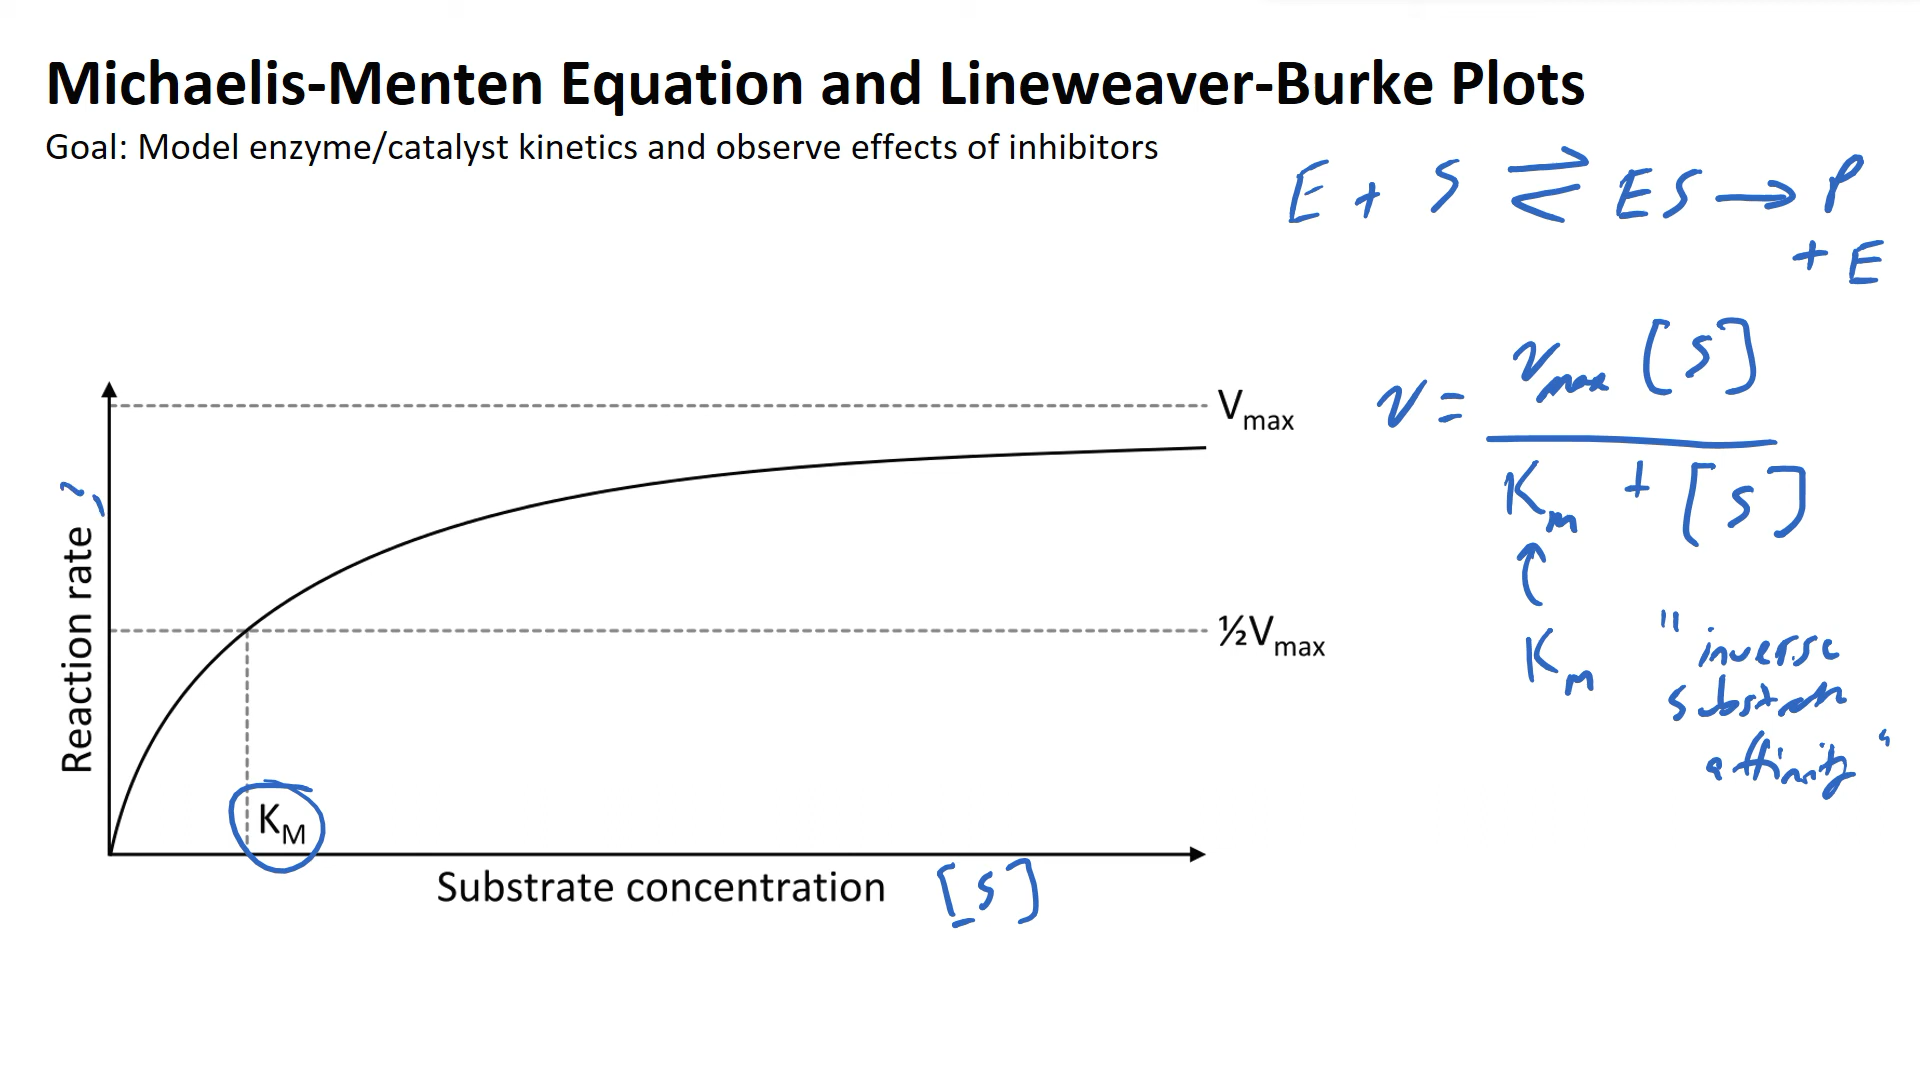 Michaelis-Menten Equation and Lineweaver-Burke Plots
Goal: Model enzyme/catalyst kinetics and observe effects of inhibitors
E + S ⇌ ES → P
+ E
Vmax
½Vmax
Reaction rate, v
KM
Substrate concentration [S]
v = vmax [S]
Km + [S]
↑
Km "inverse
affinity"